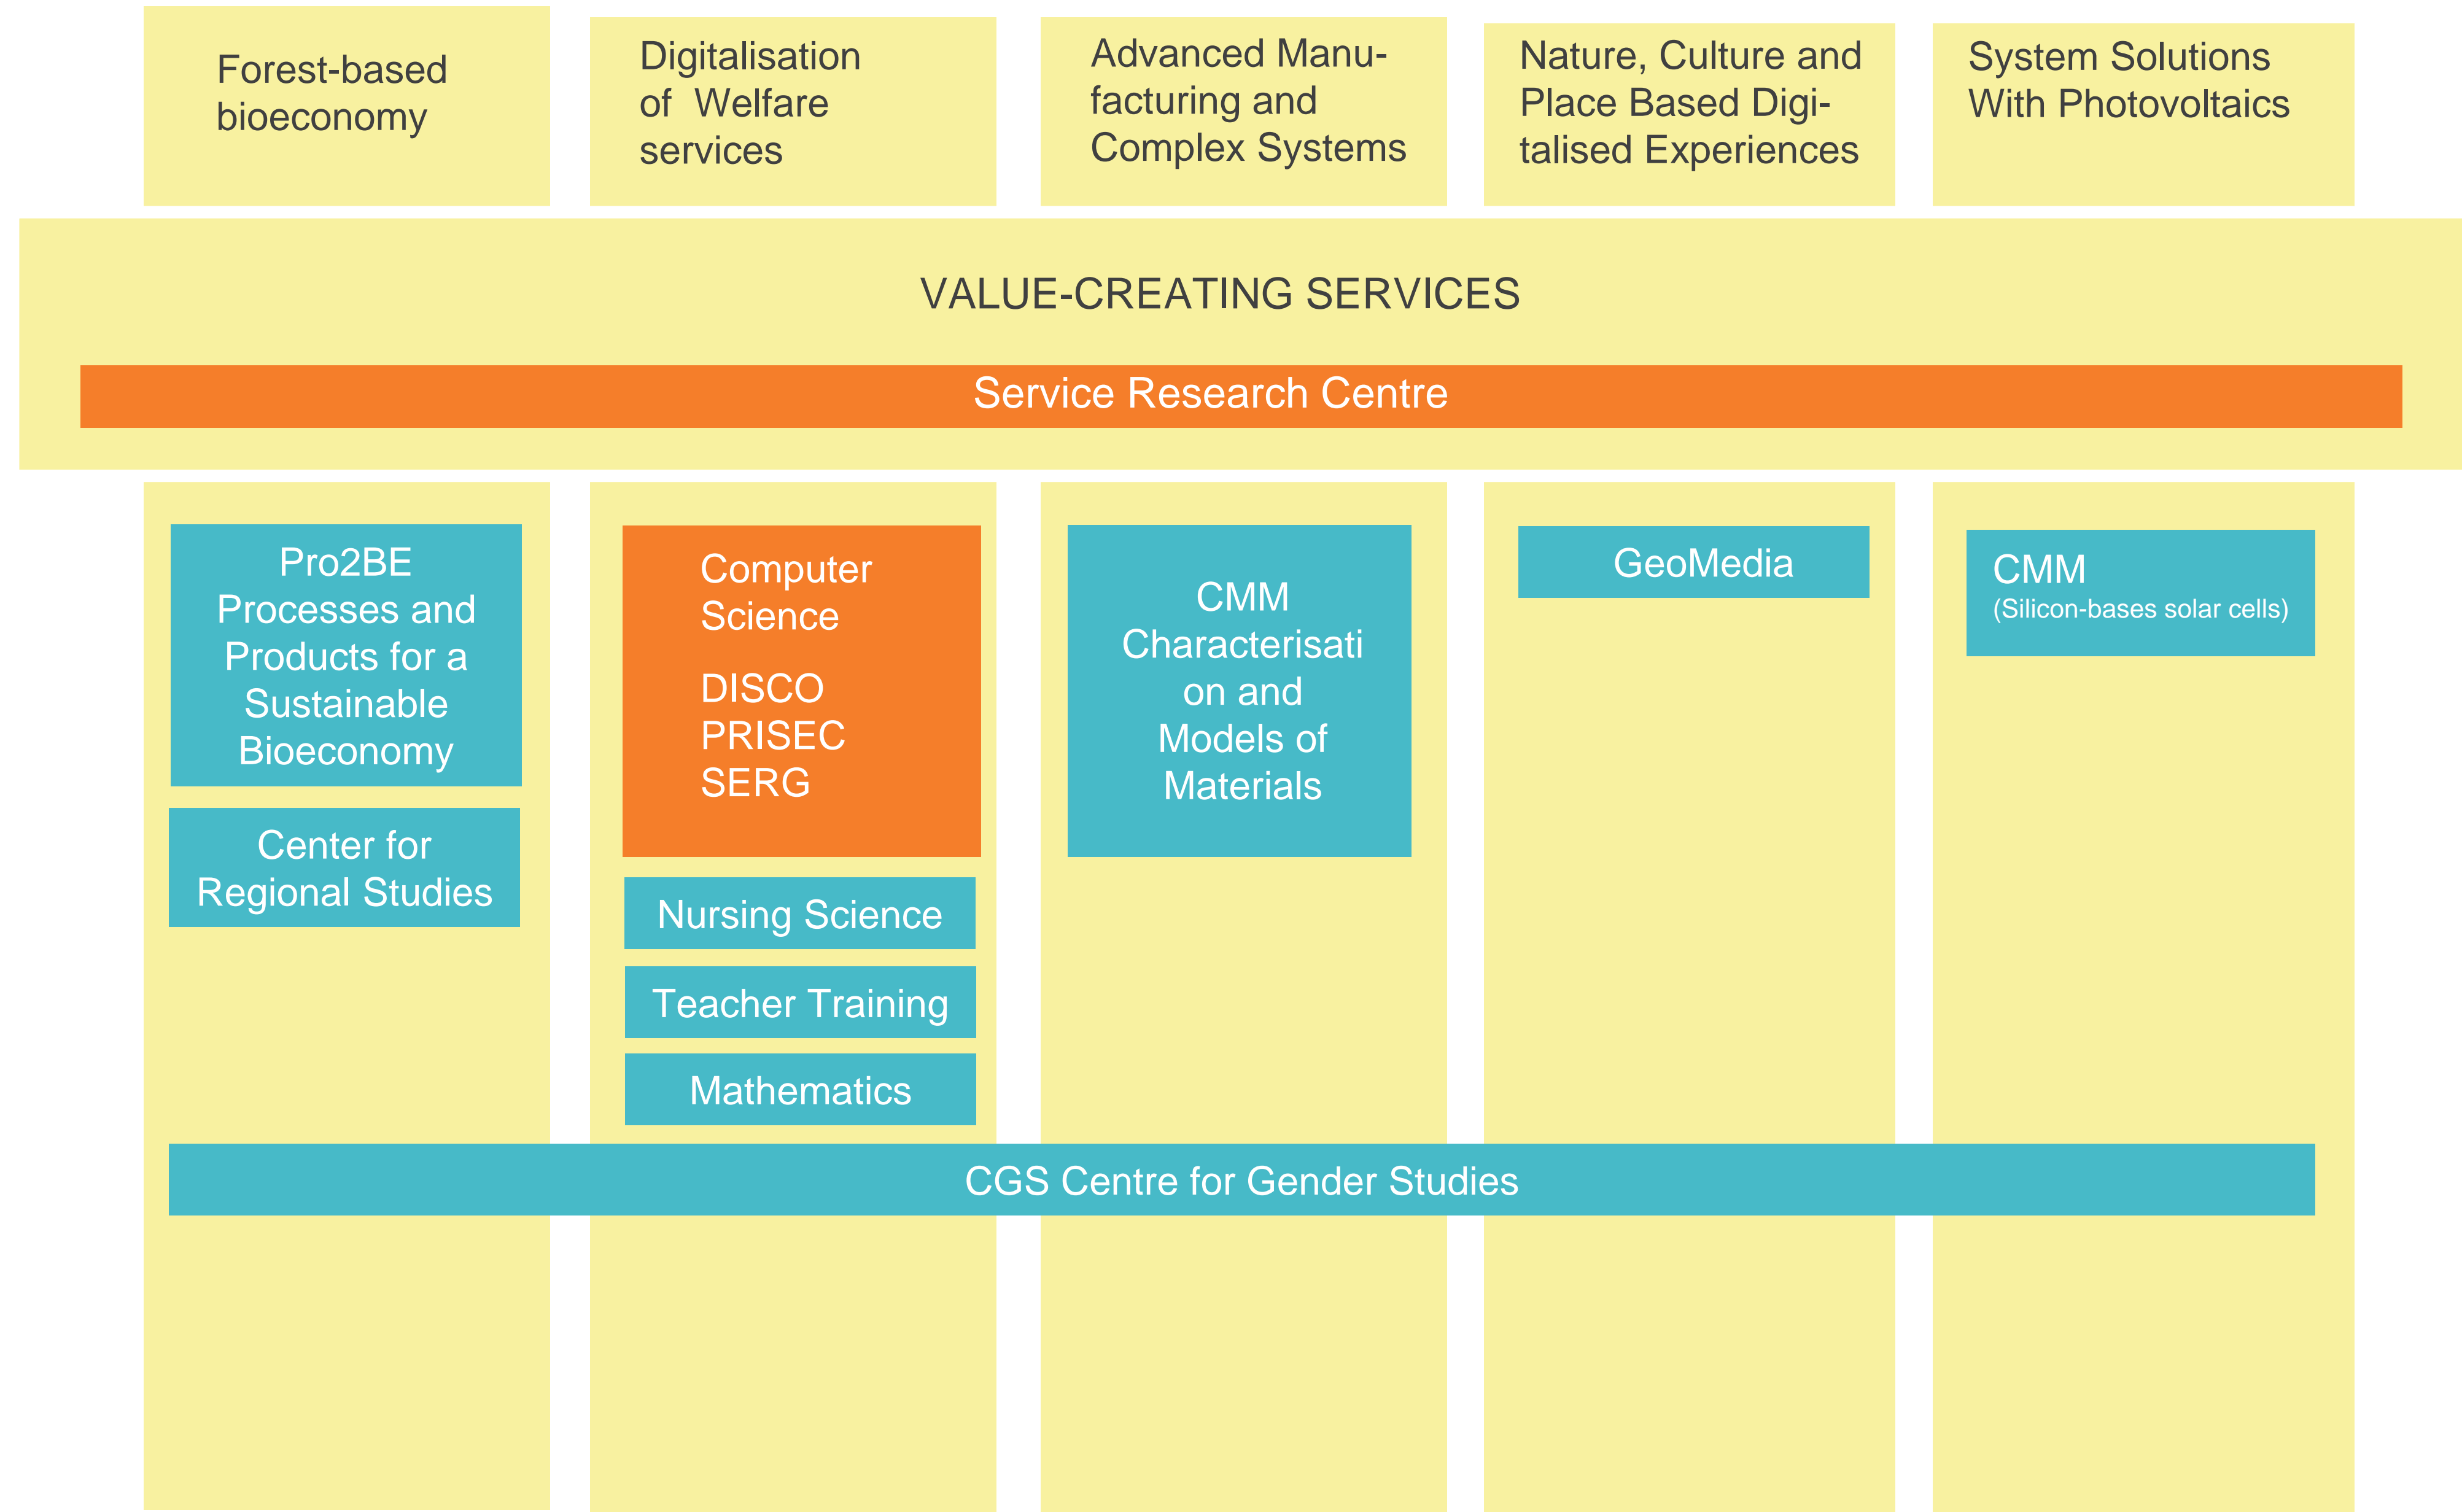 Forest-based
bioeconomy
Digitalisation
of  Welfare
services
Advanced Manu-
facturing and
Complex Systems
Nature, Culture and
Place Based Digi-
talised Experiences
System Solutions
With Photovoltaics
VALUE-CREATING SERVICES
Service Research Centre
Pro2BE
Processes and
Products for a
Sustainable
Bioeconomy
Center for
Regional Studies
Computer
Science
DISCO
PRISEC
SERG
Nursing Science
Teacher Training
Mathematics
CMM
Characterisati
on and
Models of
Materials
GeoMedia
CMM
(Silicon-bases solar cells)
CGS Centre for Gender Studies